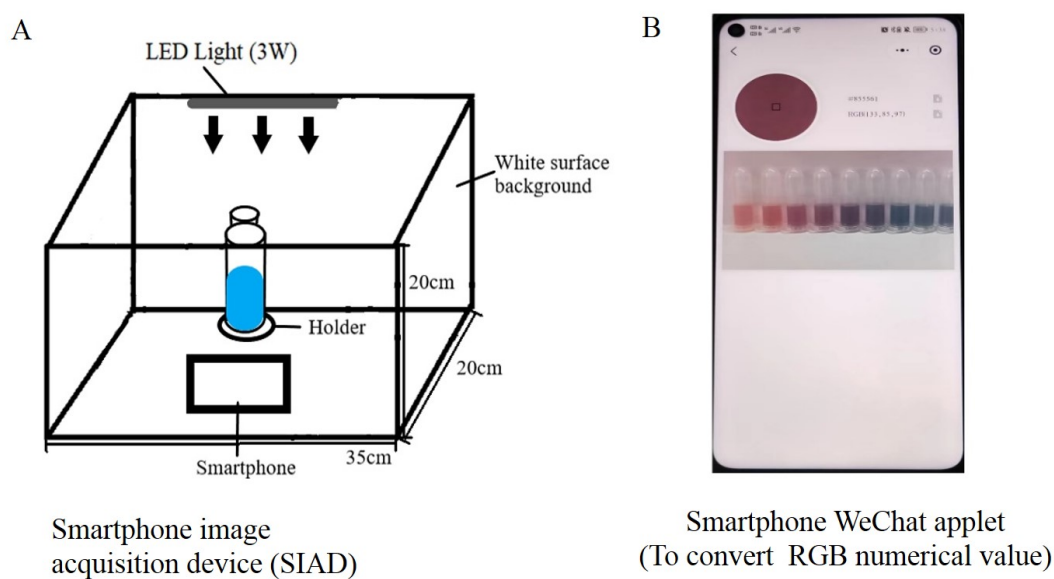 A
LED Light (3W)
White surface
background
20cm
Holder
20cm
Smartphone
35cm
Smartphone image
acquisition device (SIAD)
B
#855561
RGB(133,85,97)
Smartphone WeChat applet
(To convert RGB numerical value)